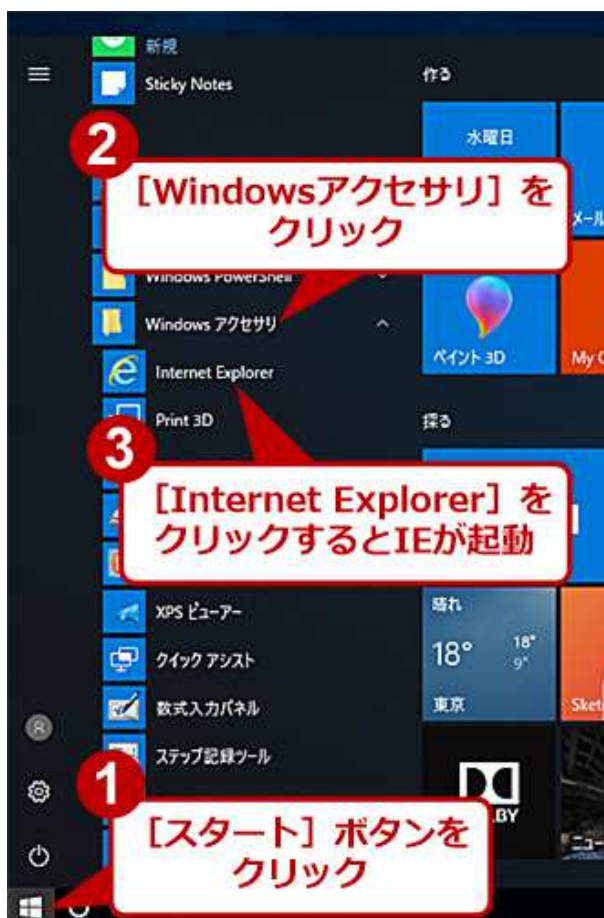 新規
Sticky Notes
作る
水曜日
2
[Windowsアクセサリ] を
クリック
メール
Windows PowerShell
Windows アクセサリ
ペイント 3D
My
Internet Explorer
Print 3D
探る
3
[Internet Explorer] を
クリックするとIEが起動
XPS ビューアー
クイック アシスト
数式入力パネル
ステップ記録ツール
晴れ
18° 18°
9°
東京
1
[スタート] ボタンを
クリック